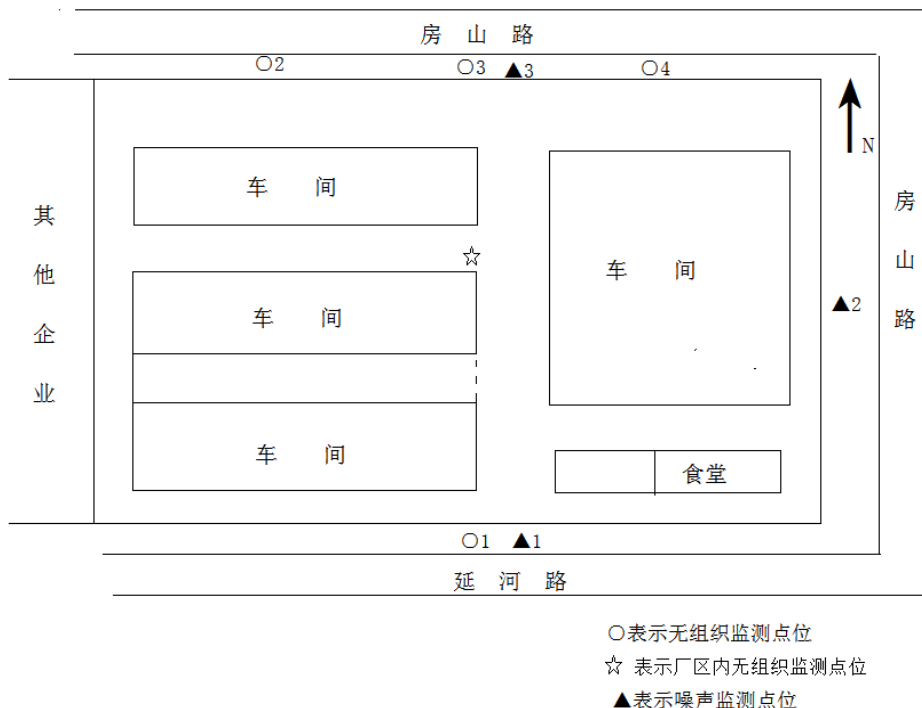 房 山 路
○2 ○3 ▲3 ○4
N
车 间
其他企业
房山路
☆
车 间
▲2
车 间
车 间
食堂
○1 ▲1
延 河 路
○表示无组织监测点位
☆ 表示厂区内无组织监测点位
▲表示噪声监测点位